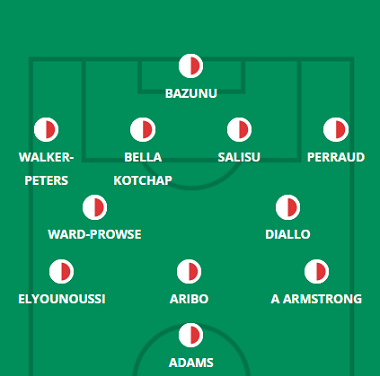 BAZUNU
WALKER- BELLA SALISU PERRAUD
PETERS KOTCHAP
WARD-PROWSE DIALLO
ELYOUNOUSSI ARIBO A ARMSTRONG
ADAMS